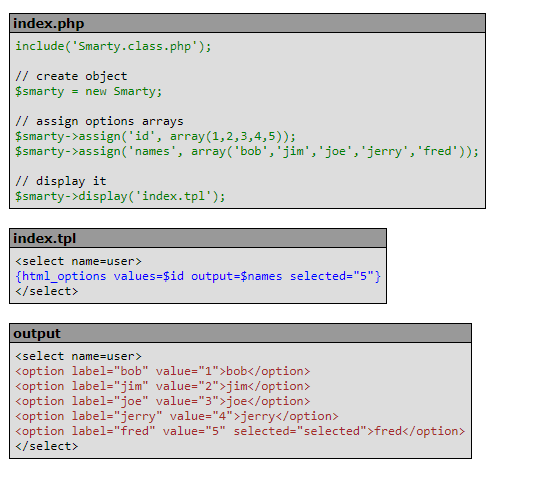 index.php
include('Smarty.class.php');
// create object
$smarty = new Smarty;
// assign options arrays
$smarty->assign('id', array(1,2,3,4,5));
$smarty->assign('names', array('bob','jim','joe','jerry','fred'));
// display it
$smarty->display('index.tpl');
index.tpl
<select name=user>
{html_options values=$id output=$names selected="5"}
</select>
output
<select name=user>
<option label="bob" value="1">bob</option>
<option label="jim" value="2">jim</option>
<option label="joe" value="3">joe</option>
<option label="jerry" value="4">jerry</option>
<option label="fred" value="5" selected="selected">fred</option>
</select>